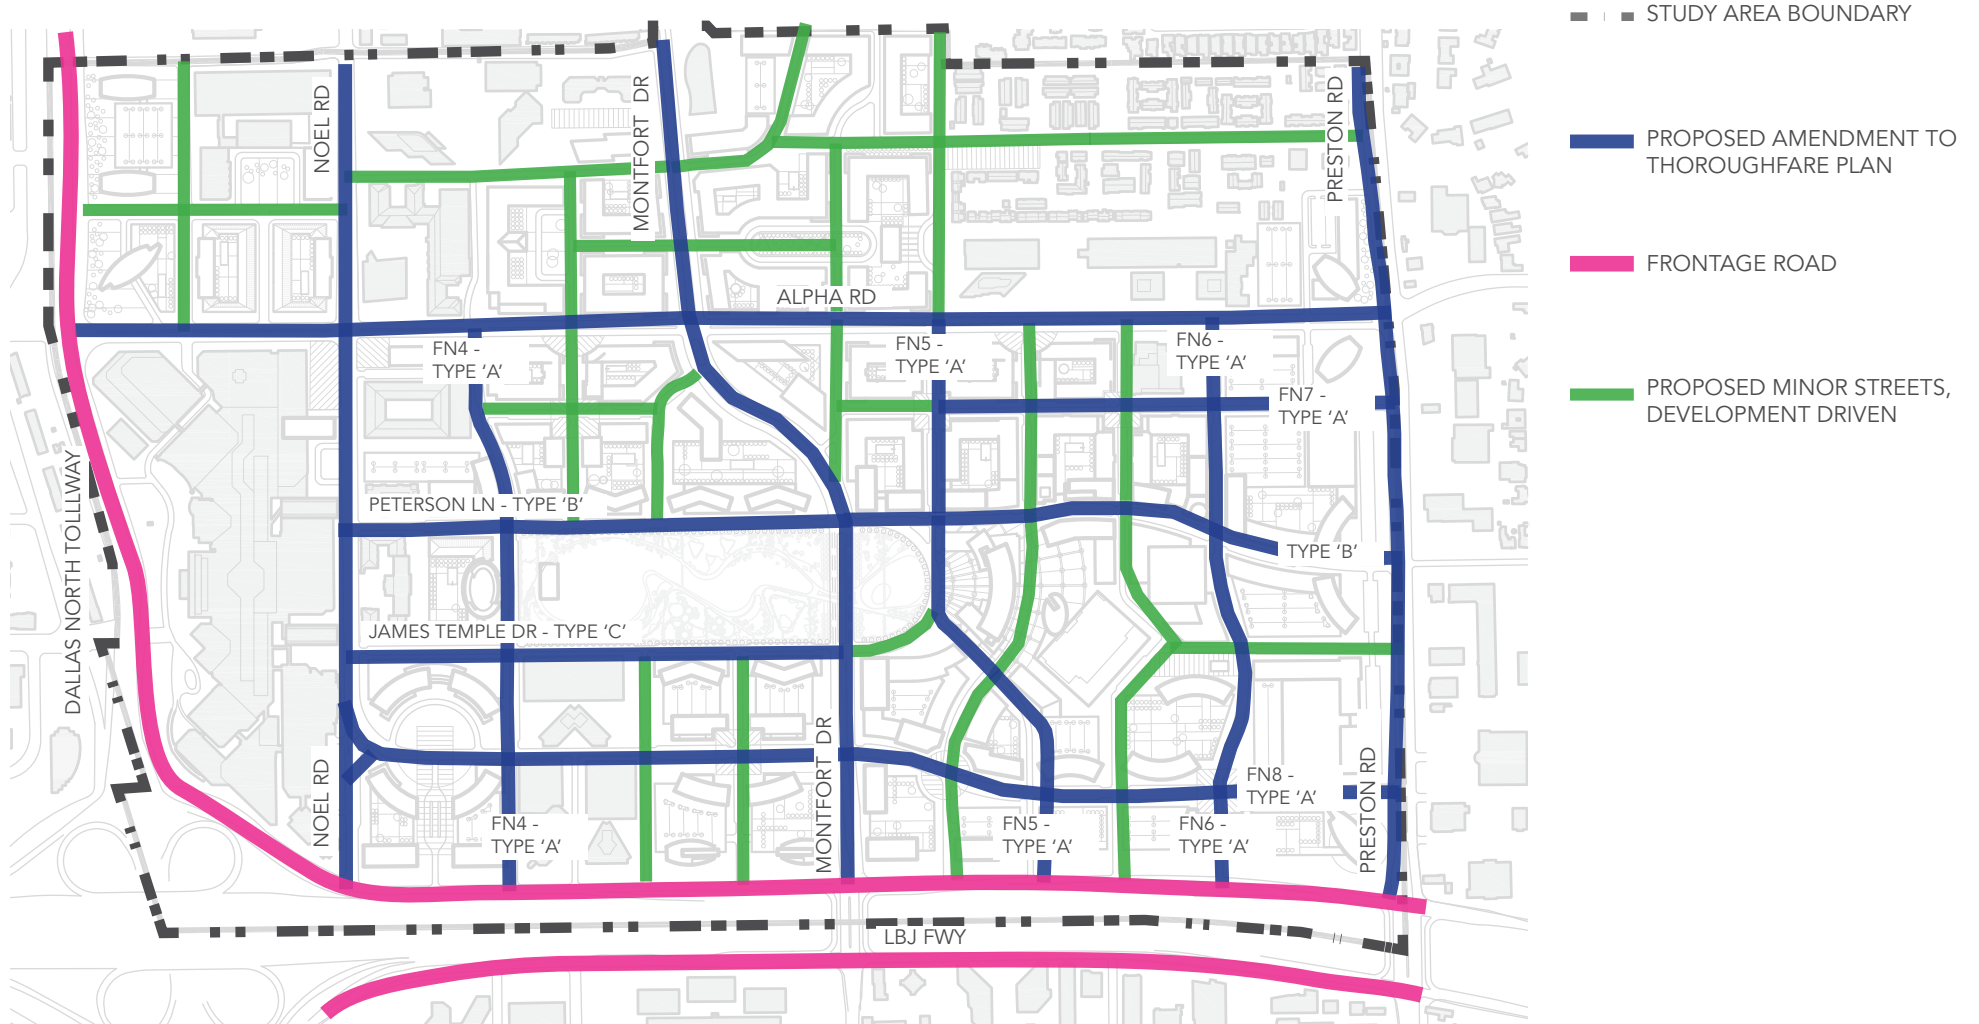 STUDY AREA BOUNDARY
PROPOSED AMENDMENT TO
THOROUGHFARE PLAN
FRONTAGE ROAD
PROPOSED MINOR STREETS,
DEVELOPMENT DRIVEN
NOEL RD
MONTFORT DR
PRESTON RD
ALPHA RD
FN4 -
TYPE ‘A’
FN5 -
TYPE ‘A’
FN6 -
TYPE ‘A’
FN7 -
TYPE ‘A’
PETERSON LN - TYPE ‘B’
TYPE ‘B’
DALLAS NORTH TOLLLWAY
JAMES TEMPLE DR - TYPE ‘C’
NOEL RD
MONTFORT DR
PRESTON RD
FN8 -
TYPE ‘A’
FN4 -
TYPE ‘A’
FN5 -
TYPE ‘A’
FN6 -
TYPE ‘A’
LBJ FWY